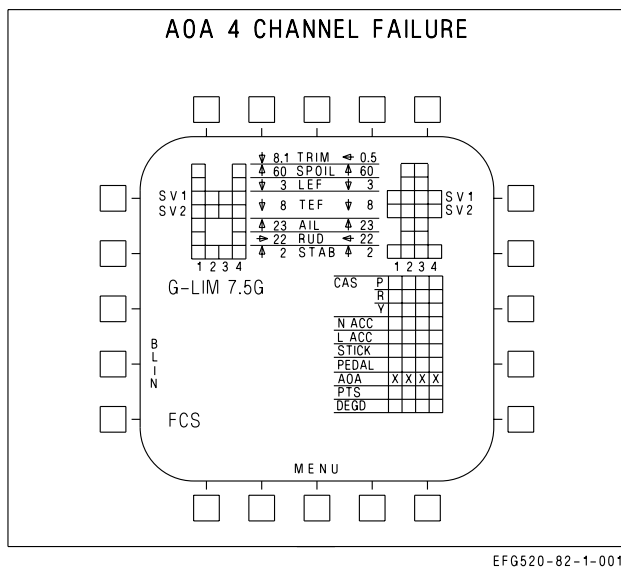 AOA 4 CHANNEL FAILURE
8.1 TRIM 0.5
60 SPOIL 60
3 LEF 3
SV1 8 TEF 8 SV1
SV2 SV2
23 AIL 23
22 RUD 22
2 STAB 2
1 2 3 4 1 2 3 4
G-LIM 7.5G
CAS P
R
Y
N ACC
L ACC
STICK
PEDAL
AOA X X X X
PTS
DEGD
BLIN
FCS
MENU
EFG520-82-1-001